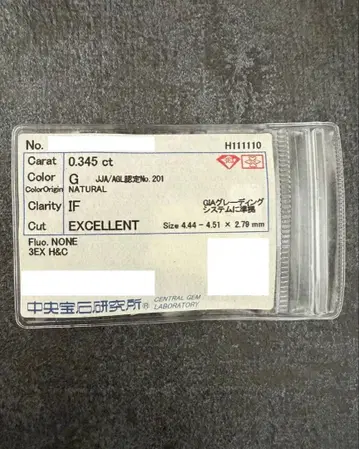 No. H111110
Carat 0.345 ct
Color G JJA/AGL認定No. 201
ColorOrigin NATURAL
Clarity IF GIAグレーディング
システムに準拠
Cut EXCELLENT Size 4.44 - 4.51 × 2.79 mm
Fluo. NONE
3EX H&C
中央宝石研究所® CENTRAL GEM
LABORATORY